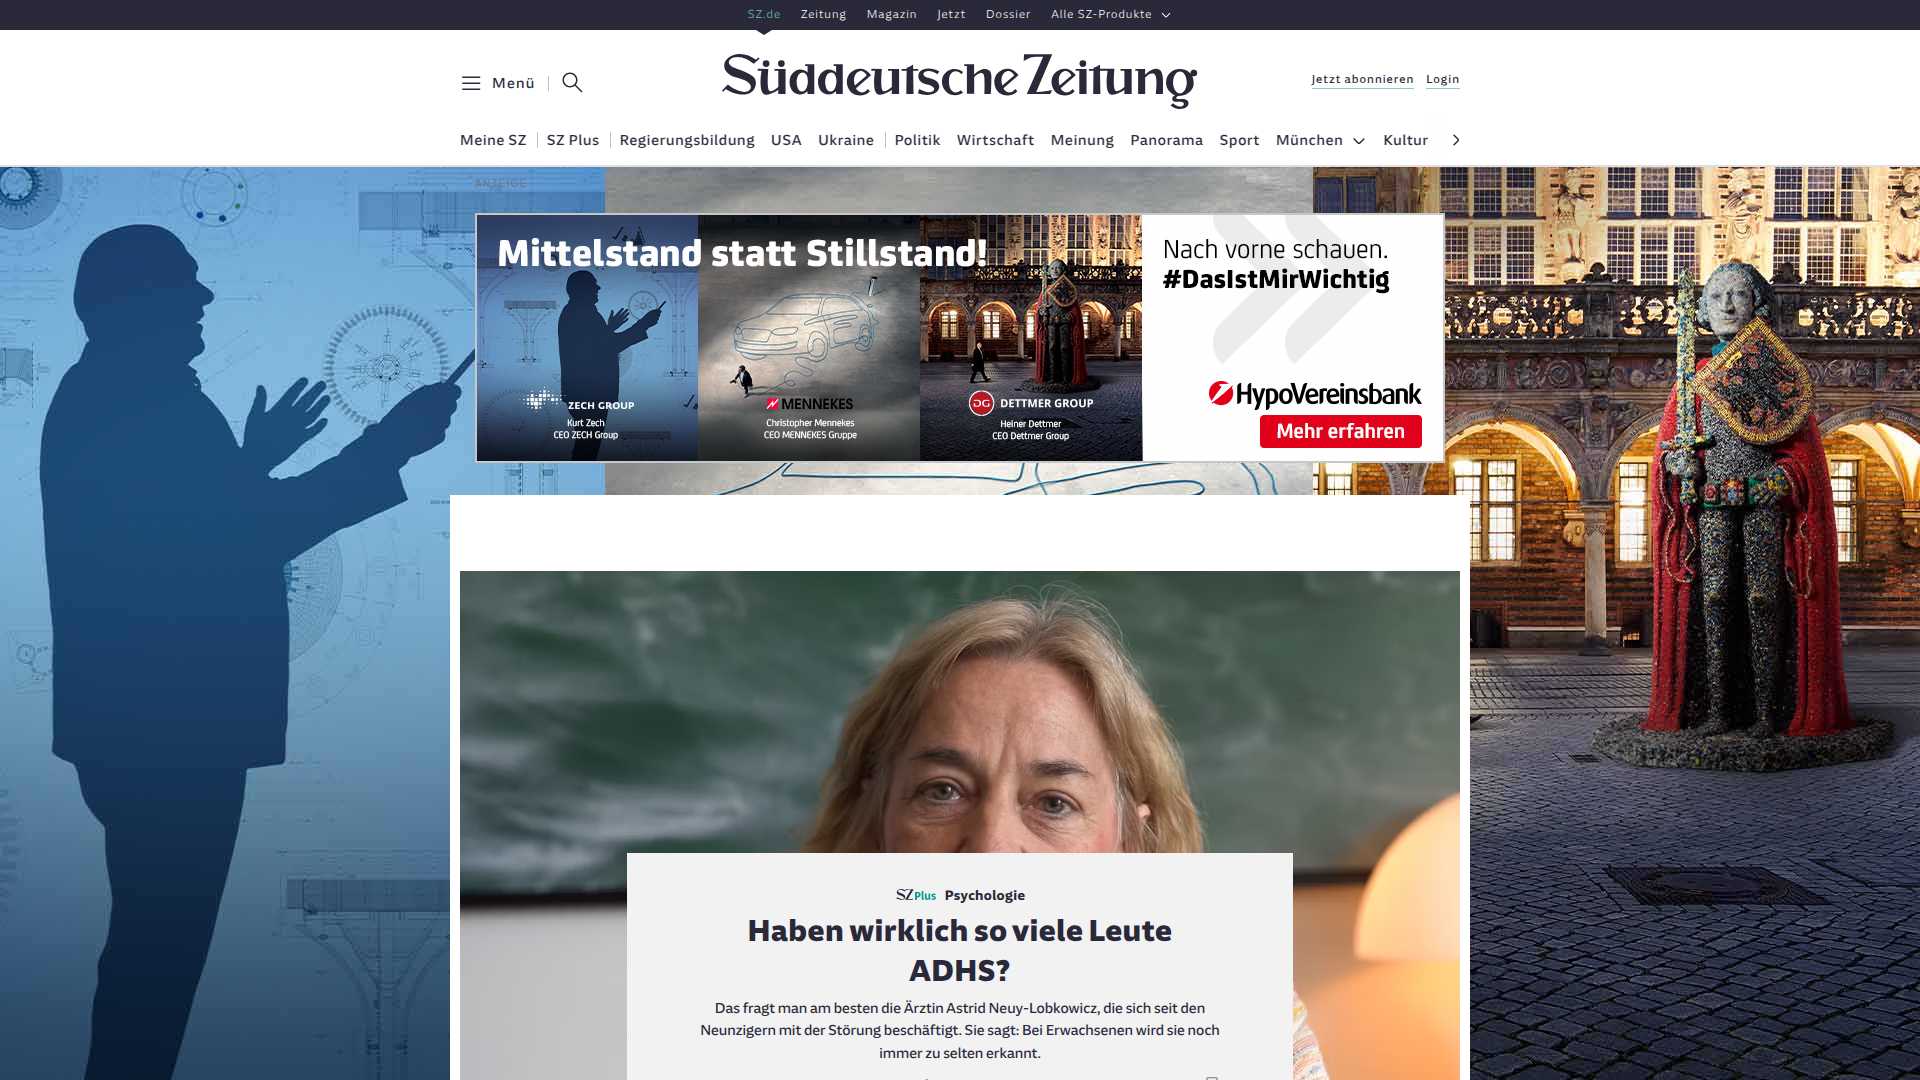 SZ.de Zeitung Magazin Jetzt Dossier Alle SZ-Produkte
Menü
Süddeutsche Zeitung
Jetzt abonnieren Login
Meine SZ SZ Plus Regierungsbildung USA Ukraine Politik Wirtschaft Meinung Panorama Sport München Kultur
ANZEIGE
Mittelstand statt Stillstand!
ZECH GROUP
Kurt Zech
CEO ZECH Group
MENNEKES
Christopher Mennekes
CEO MENNEKES Gruppe
DG DETTMER GROUP
Heiner Dettmer
CEO Dettmer Group
Nach vorne schauen.
#DasIstMirWichtig
HypoVereinsbank
Mehr erfahren
SZ Plus Psychologie
Haben wirklich so viele Leute
ADHS?
Das fragt man am besten die Ärztin Astrid Neuy-Lobkowicz, die sich seit den
Neunzigern mit der Störung beschäftigt. Sie sagt: Bei Erwachsenen wird sie noch
immer zu selten erkannt.